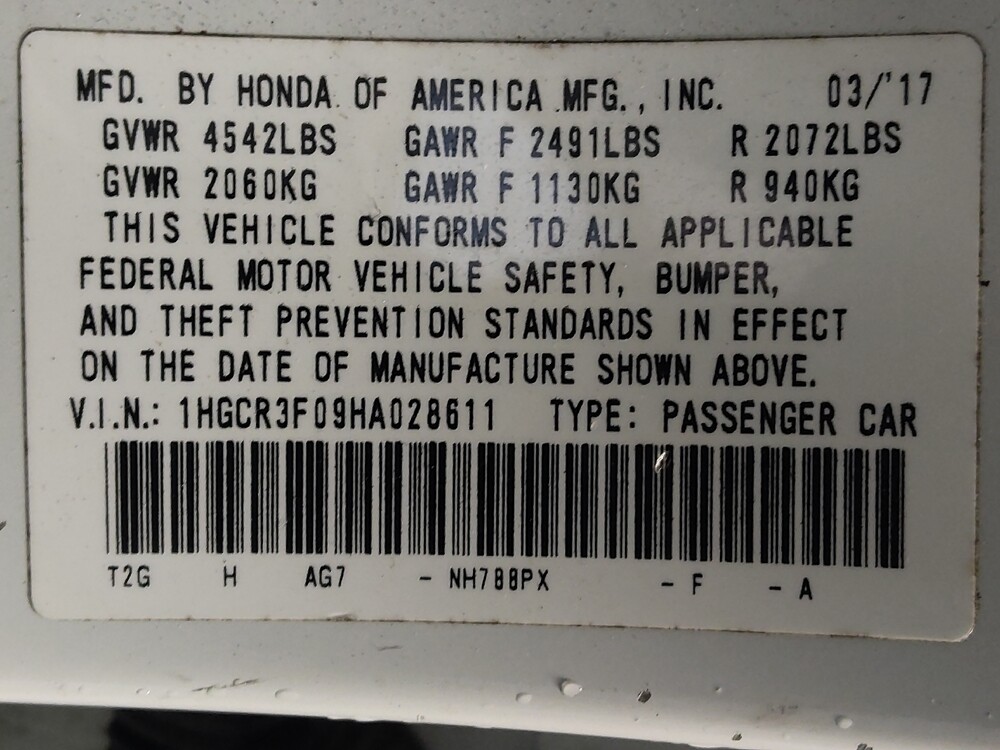 MFD. BY HONDA OF AMERICA MFG., INC. 03/'17
GVWR 4542LBS GAWR F 2491LBS R 2072LBS
GVWR 2060KG GAWR F 1130KG R 940KG
THIS VEHICLE CONFORMS TO ALL APPLICABLE
FEDERAL MOTOR VEHICLE SAFETY, BUMPER,
AND THEFT PREVENTION STANDARDS IN EFFECT
ON THE DATE OF MANUFACTURE SHOWN ABOVE.
V.I.N.: 1HGCR3F09HA028611 TYPE: PASSENGER CAR
T2G H AG7 - NH788PX - F - A